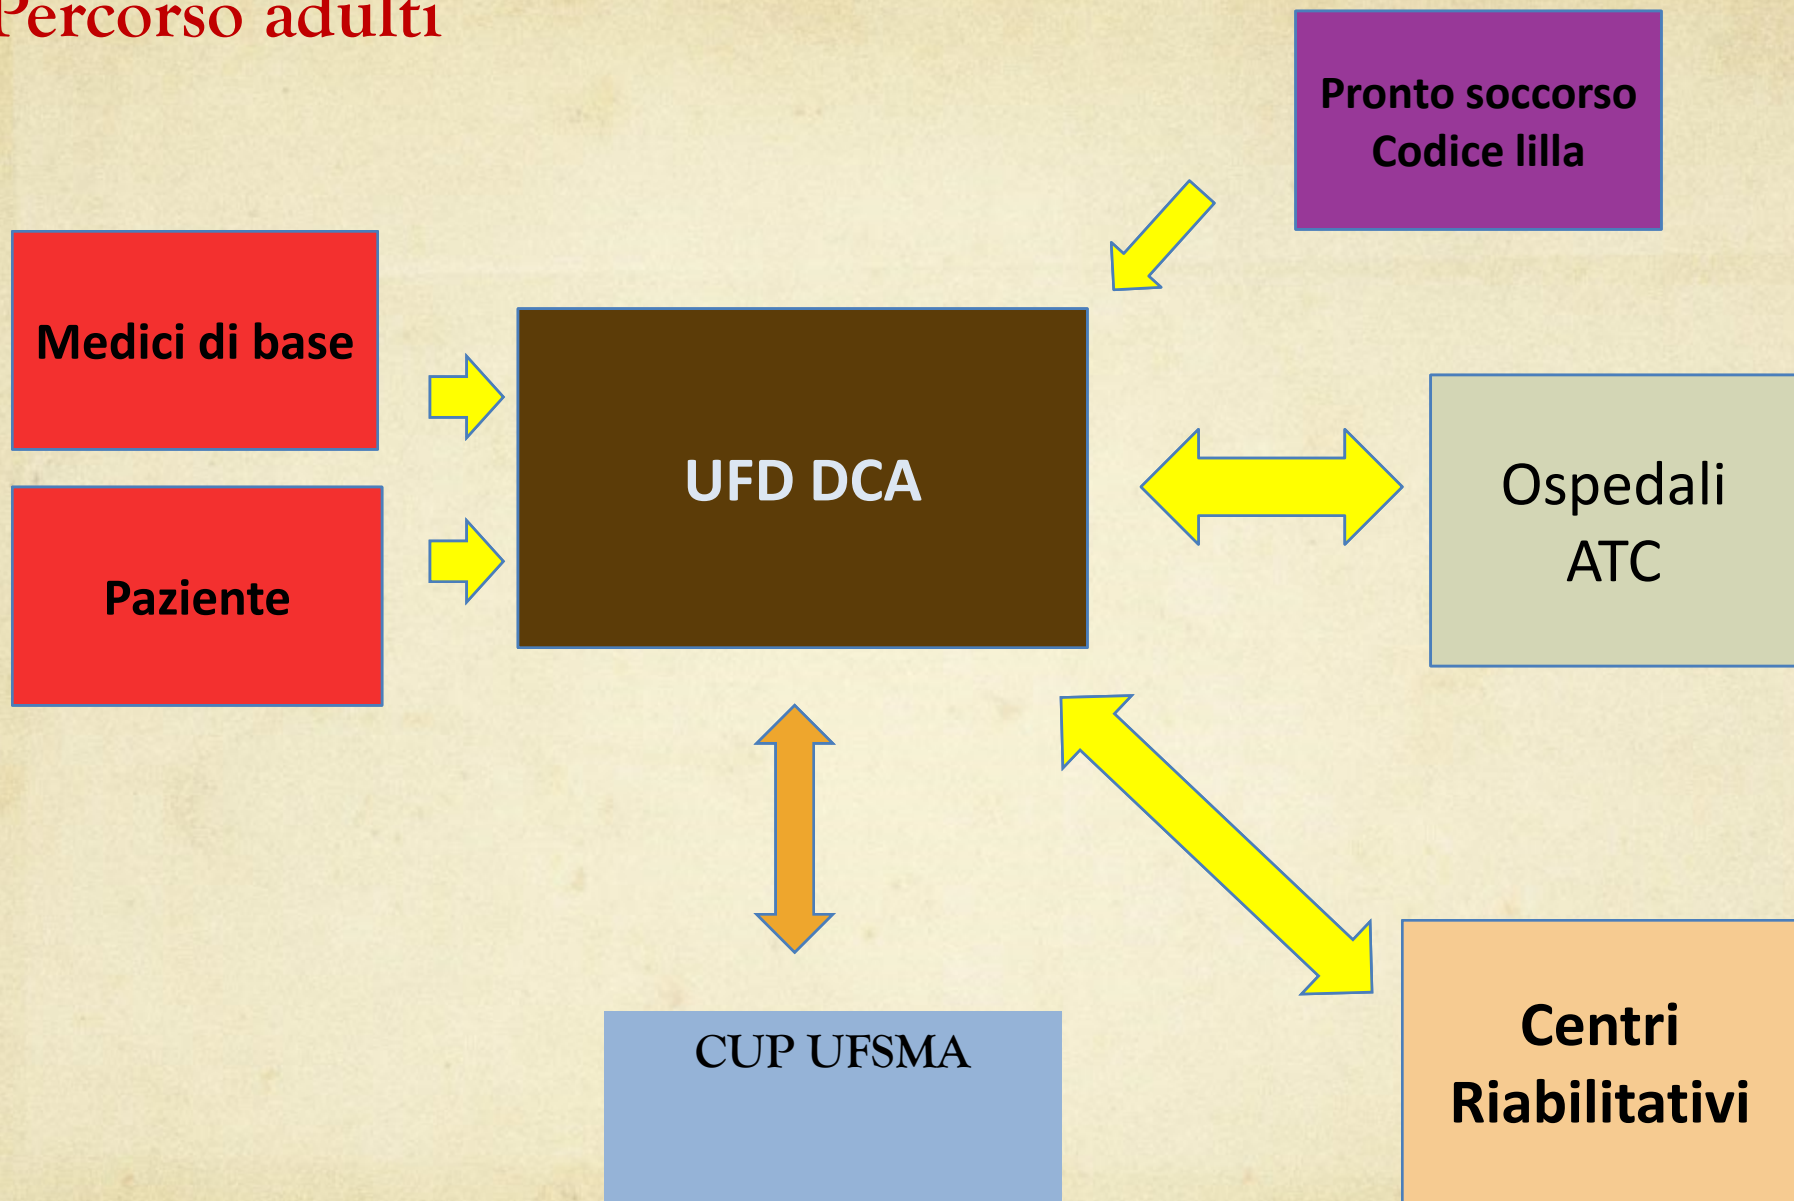 Percorso adulti
Pronto soccorso
Codice lilla
Medici di base
UFD DCA
Ospedali
ATC
Paziente
CUP UFSMA
Centri
Riabilitativi